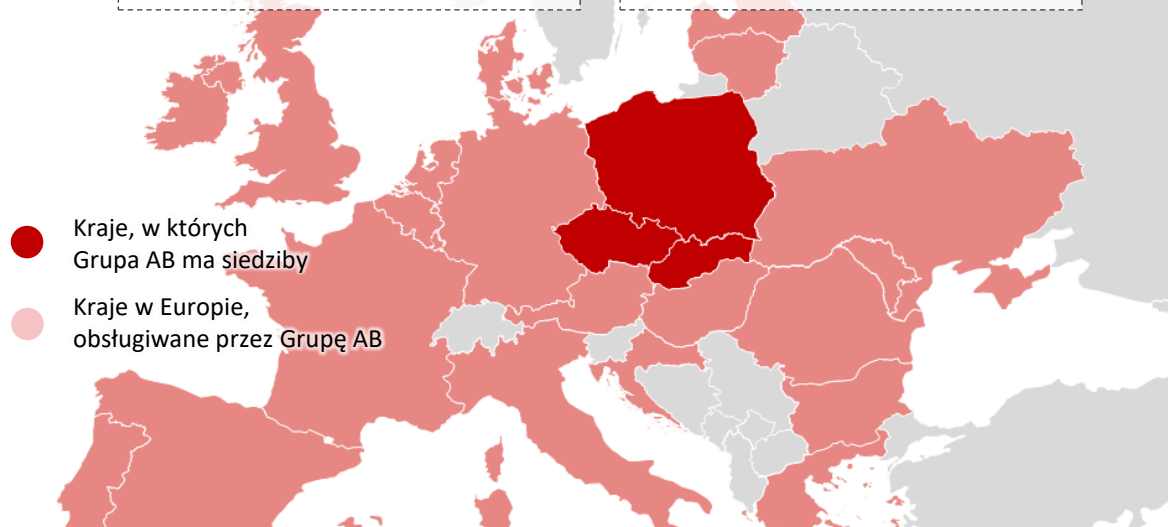 Kraje, w których
Grupa AB ma siedziby
Kraje w Europie,
obsługiwane przez Grupę AB